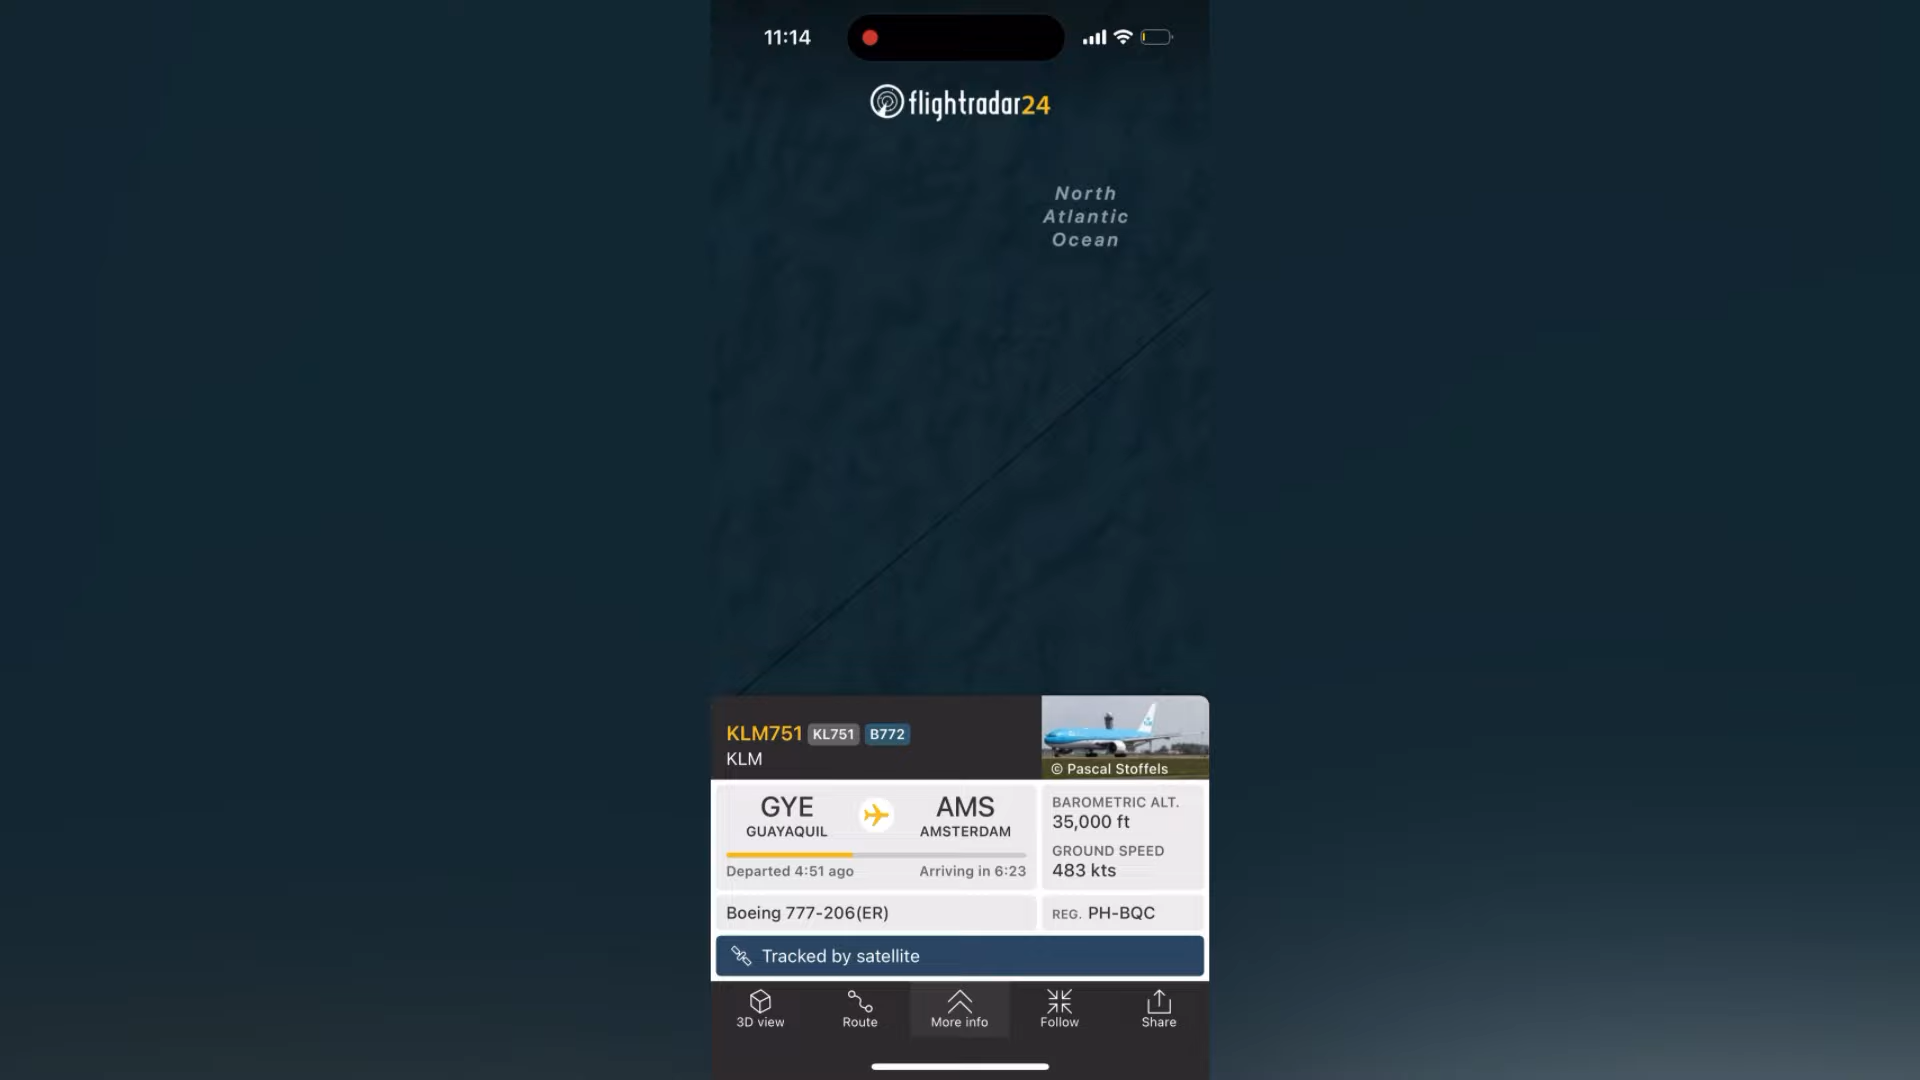 11:14
flightradar24
North
Atlantic
Ocean
KLM751 KL751 B772
KLM
© Pascal Stoffels
GYE AMS
GUAYAQUIL AMSTERDAM
Departed 4:51 ago Arriving in 6:23
BAROMETRIC ALT.
35,000 ft
GROUND SPEED
483 kts
Boeing 777-206(ER) REG. PH-BQC
Tracked by satellite
3D view Route More info Follow Share